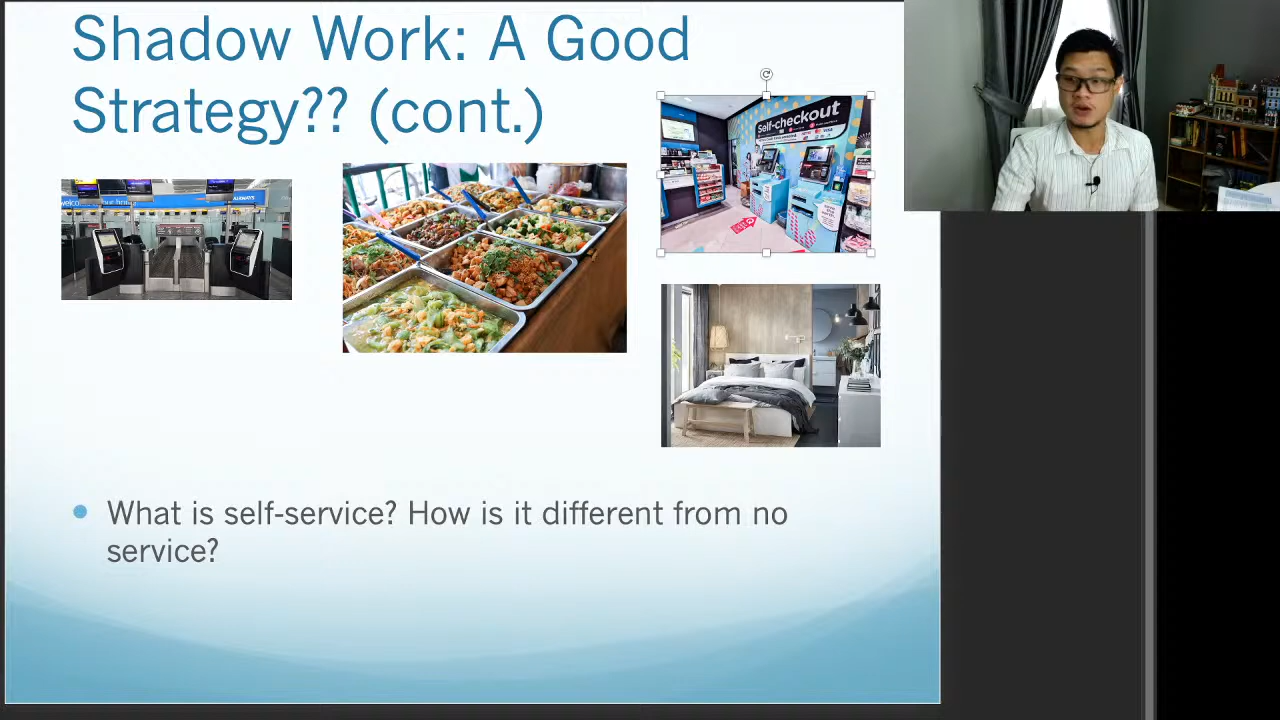 Shadow Work: A Good
Strategy?? (cont.)
Self-checkout
What is self-service? How is it different from no
service?